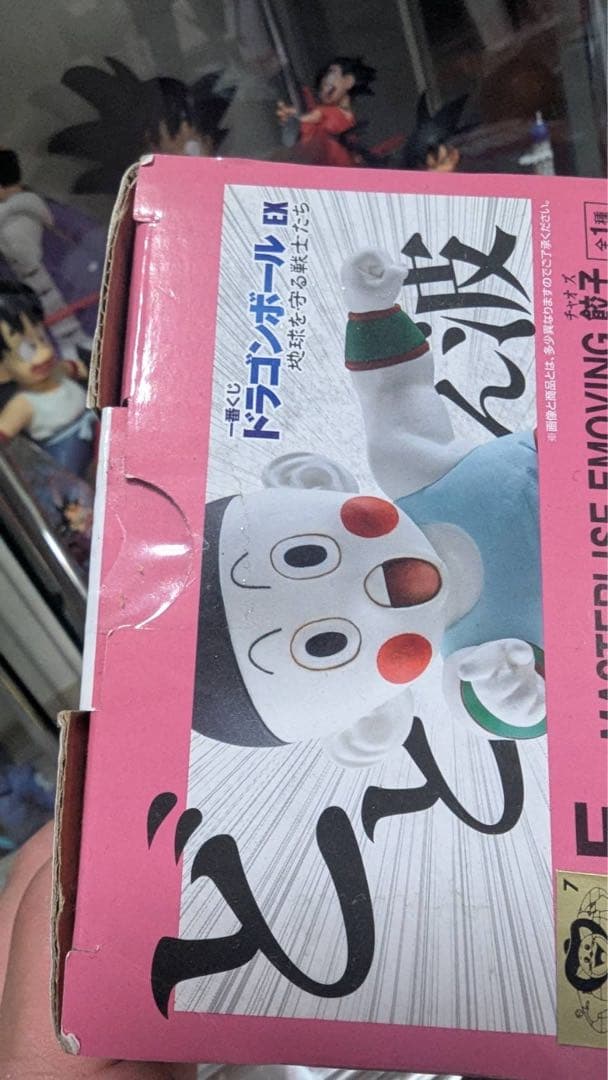 一番くじ
ドラゴンボール EX
地球を守る戦士たち
どどん波
※画像と商品とは、多少異なりますのでご了承ください。
MASTERLISE EMOVING 餃子 全1種
チャオズ
7